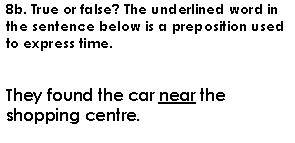 8b. True or false? The underlined word in
the sentence below is a preposition used
to express time.
They found the car near the
shopping centre.